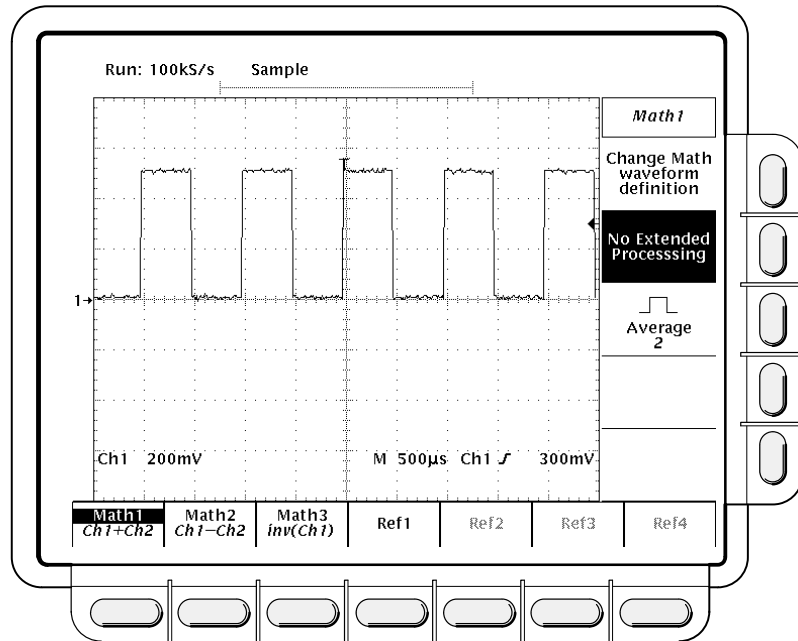 Run: 100kS/s Sample
Math1
Change Math
waveform
definition
No Extended
Processsing
Average
2
T
1
Ch1 200mV M 500µs Ch1 300mV
Math1
Ch1+Ch2
Math2
Ch1−Ch2
Math3
inv(Ch1)
Ref1
Ref2
Ref3
Ref4